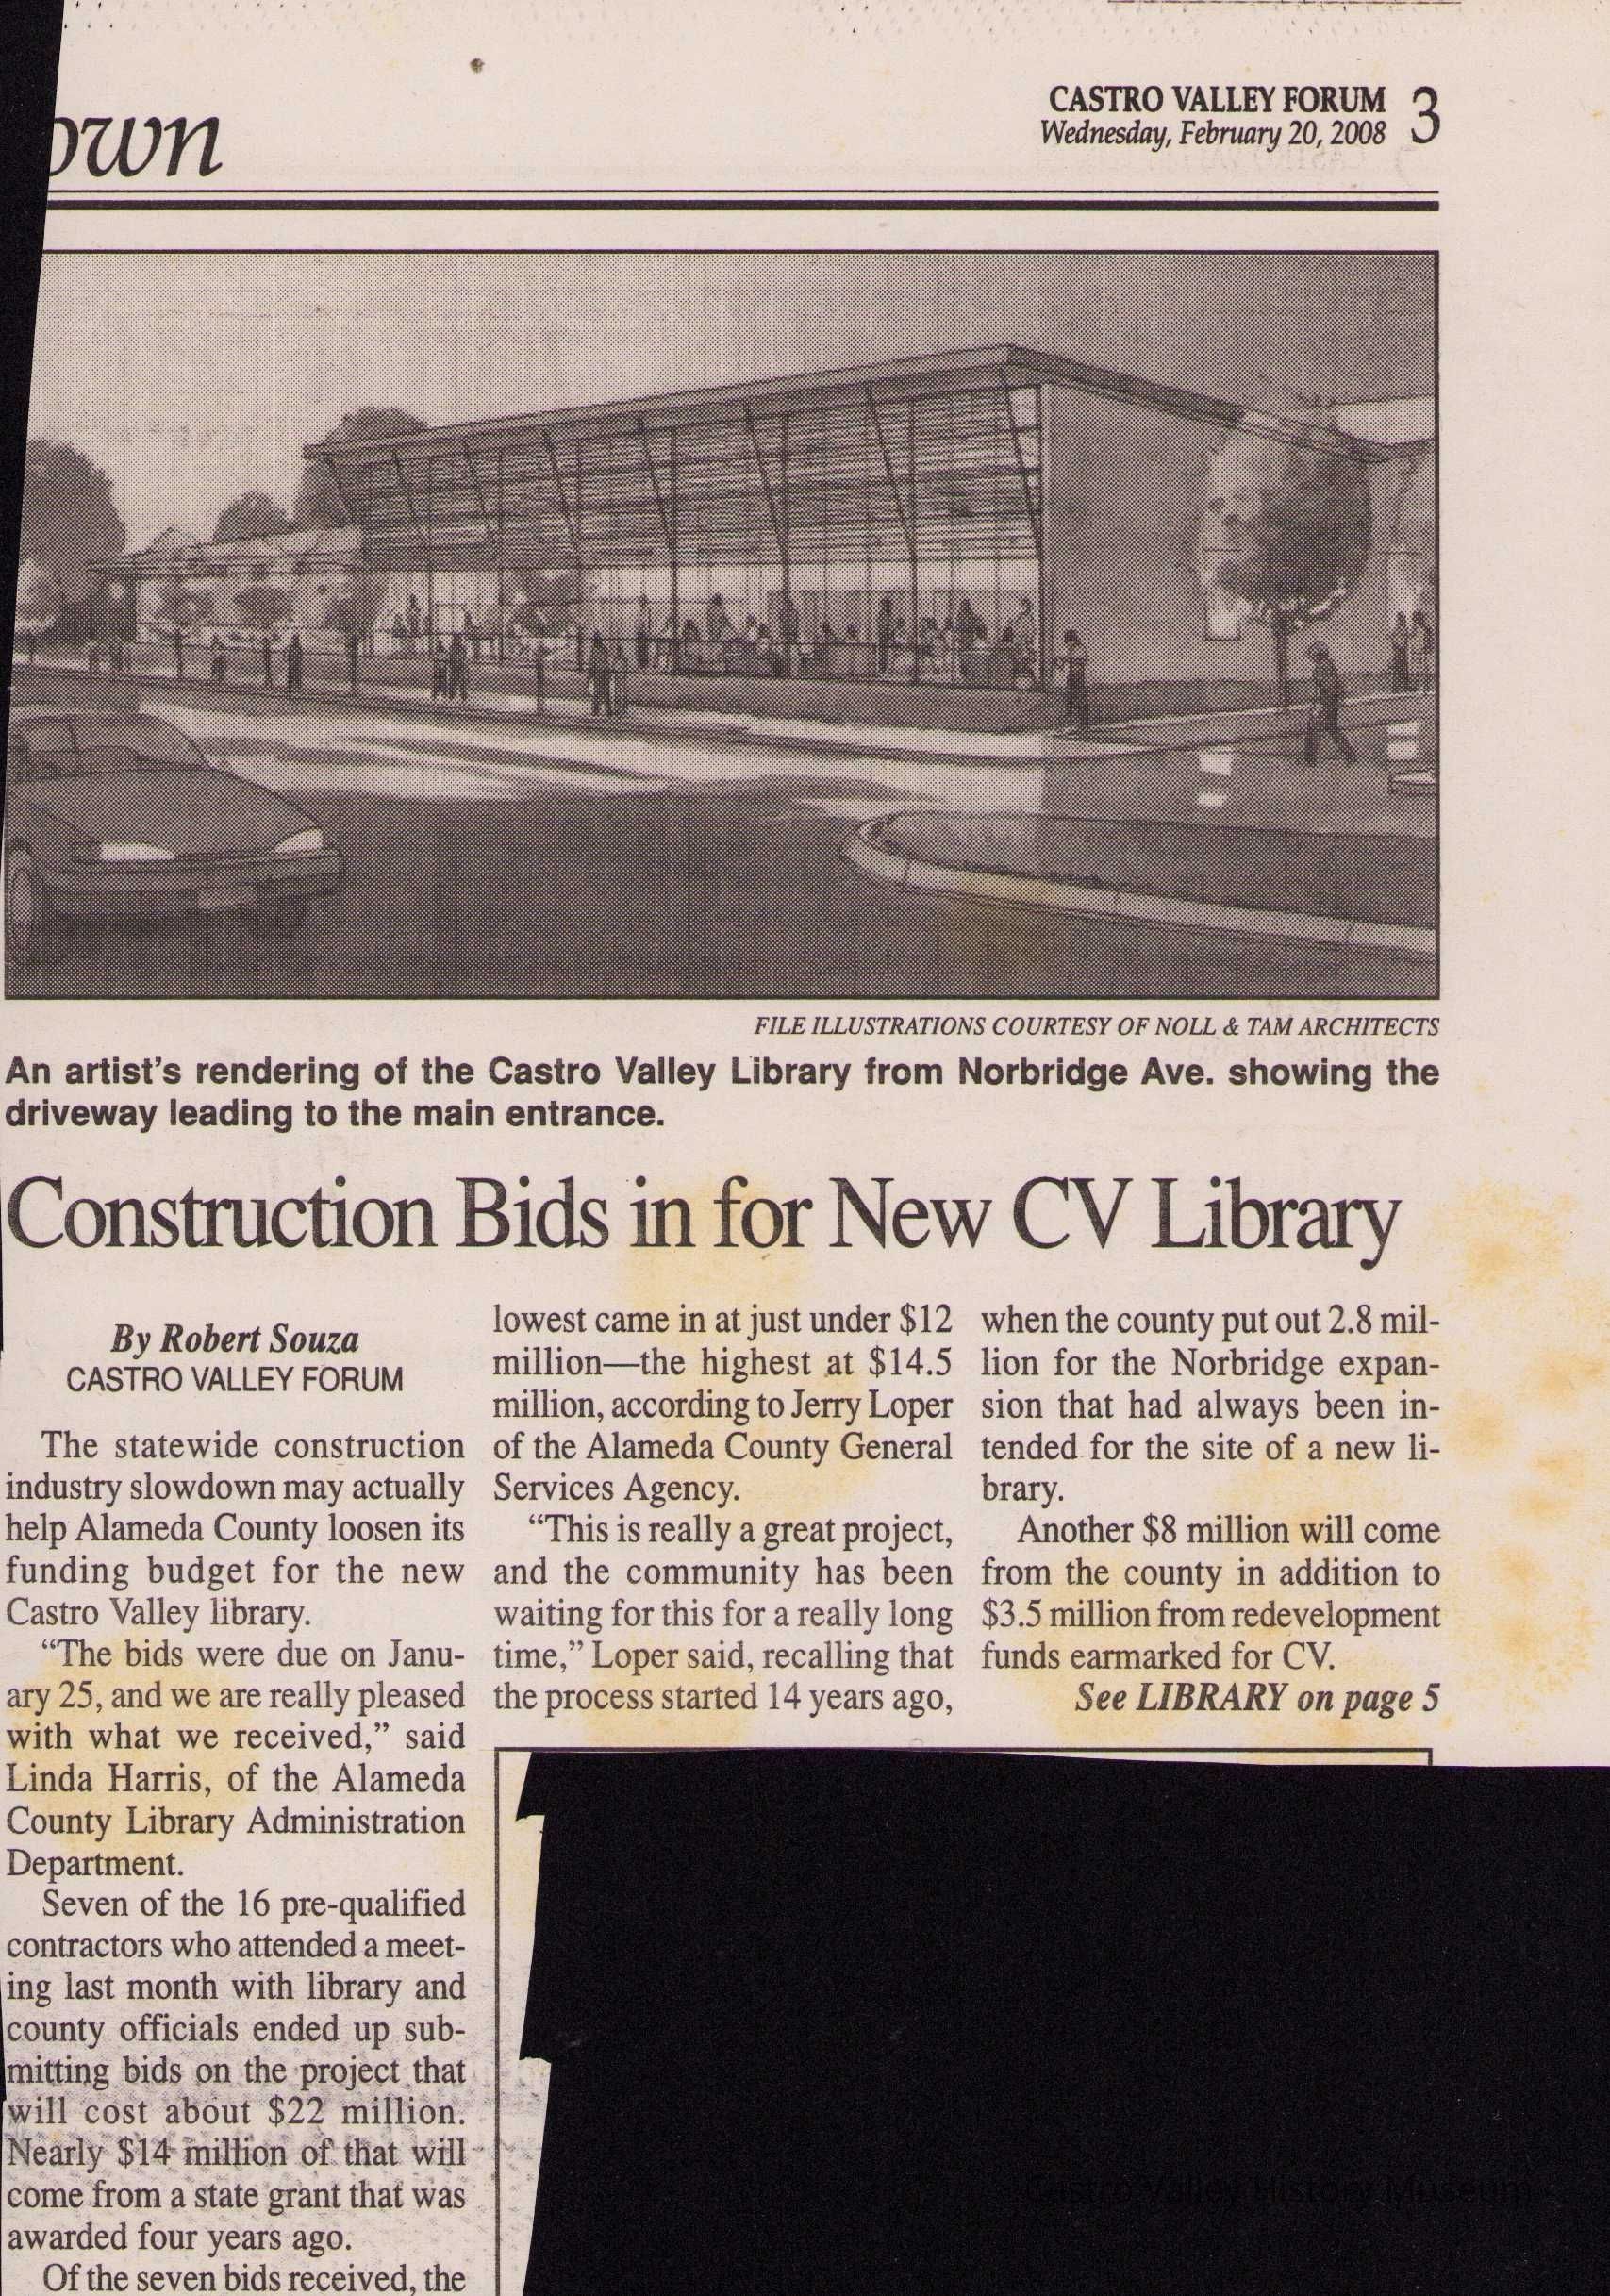 own
CASTRO VALLEY FORUM
Wednesday, February 20, 2008
3
FILE ILLUSTRATIONS COURTESY OF NOLL & TAM ARCHITECTS
An artist's rendering of the Castro Valley Library from Norbridge Ave. showing the
driveway leading to the main entrance.
Construction Bids in for New CV Library
By Robert Souza
CASTRO VALLEY FORUM
The statewide construction
industry slowdown may actually
help Alameda County loosen its
funding budget for the new
Castro Valley library.
“The bids were due on Janu-
ary 25, and we are really pleased
with what we received,” said
Linda Harris, of the Alameda
County Library Administration
Department.
Seven of the 16 pre-qualified
contractors who attended a meet-
ing last month with library and
county officials ended up sub-
mitting bids on the project that
will cost about $22 million.
Nearly $14 million of that will
come from a state grant that was
awarded four years ago.
Of the seven bids received, the
lowest came in at just under $12
million—the highest at $14.5
million, according to Jerry Loper
of the Alameda County General
Services Agency.
“This is really a great project,
and the community has been
waiting for this for a really long
time,” Loper said, recalling that
the process started 14 years ago,
when the county put out 2.8 mil-
lion for the Norbridge expan-
sion that had always been in-
tended for the site of a new li-
brary.
Another $8 million will come
from the county in addition to
$3.5 million from redevelopment
funds earmarked for CV.
See LIBRARY on page 5
Castro Valley History Museum